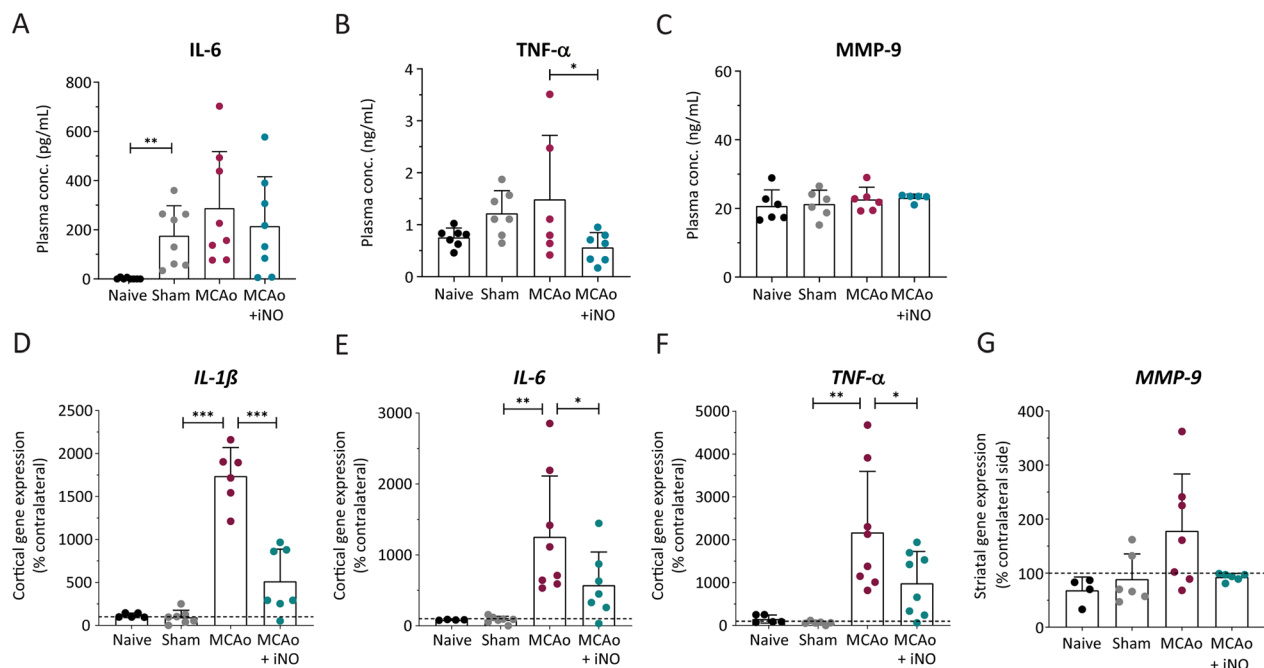 A
IL-6
Plasma conc. (pg/mL)
800
600
400
200
0
**
Naive Sham MCAo MCAo
+iNO
B
TNF-α
Plasma conc. (ng/mL)
4
3
2
1
0
*
Naive Sham MCAo MCAo
+iNO
C
MMP-9
Plasma conc. (ng/mL)
60
40
20
0
Naive Sham MCAo MCAo
+iNO
D
IL-1ß
Cortical gene expression
(% contralateral)
2500
2000
1500
1000
500
0
*** ***
Naive Sham MCAo MCAo
+ iNO
E
IL-6
Cortical gene expression
(% contralateral)
3000
2000
1000
0
** *
Naive Sham MCAo MCAo
+ iNO
F
TNF-α
Cortical gene expression
(% contralateral)
5000
4000
3000
2000
1000
0
** *
Naive Sham MCAo MCAo
+ iNO
G
MMP-9
Striatal gene expression
(% contralateral side)
400
300
200
100
0
Naive Sham MCAo MCAo
+ iNO